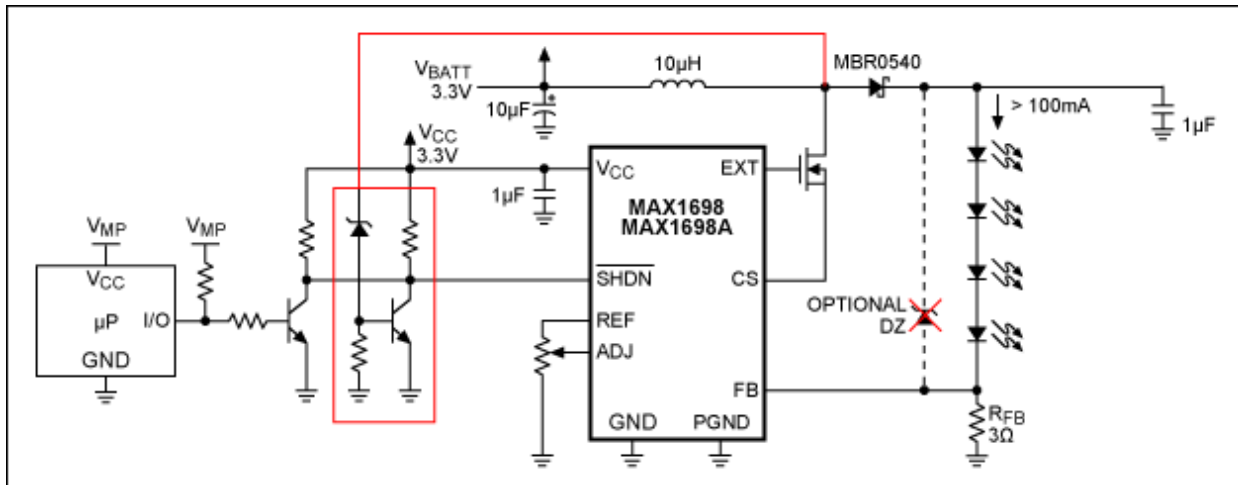 VBATT
3.3V
10µH
MBR0540
10µF
+
> 100mA
1µF
VCC
3.3V
1µF
VCC
EXT
MAX1698
MAX1698A
VMP
VMP
VCC
µP
I/O
GND
SHDN
CS
REF
ADJ
OPTIONAL
DZ
FB
GND
PGND
RFB
3Ω